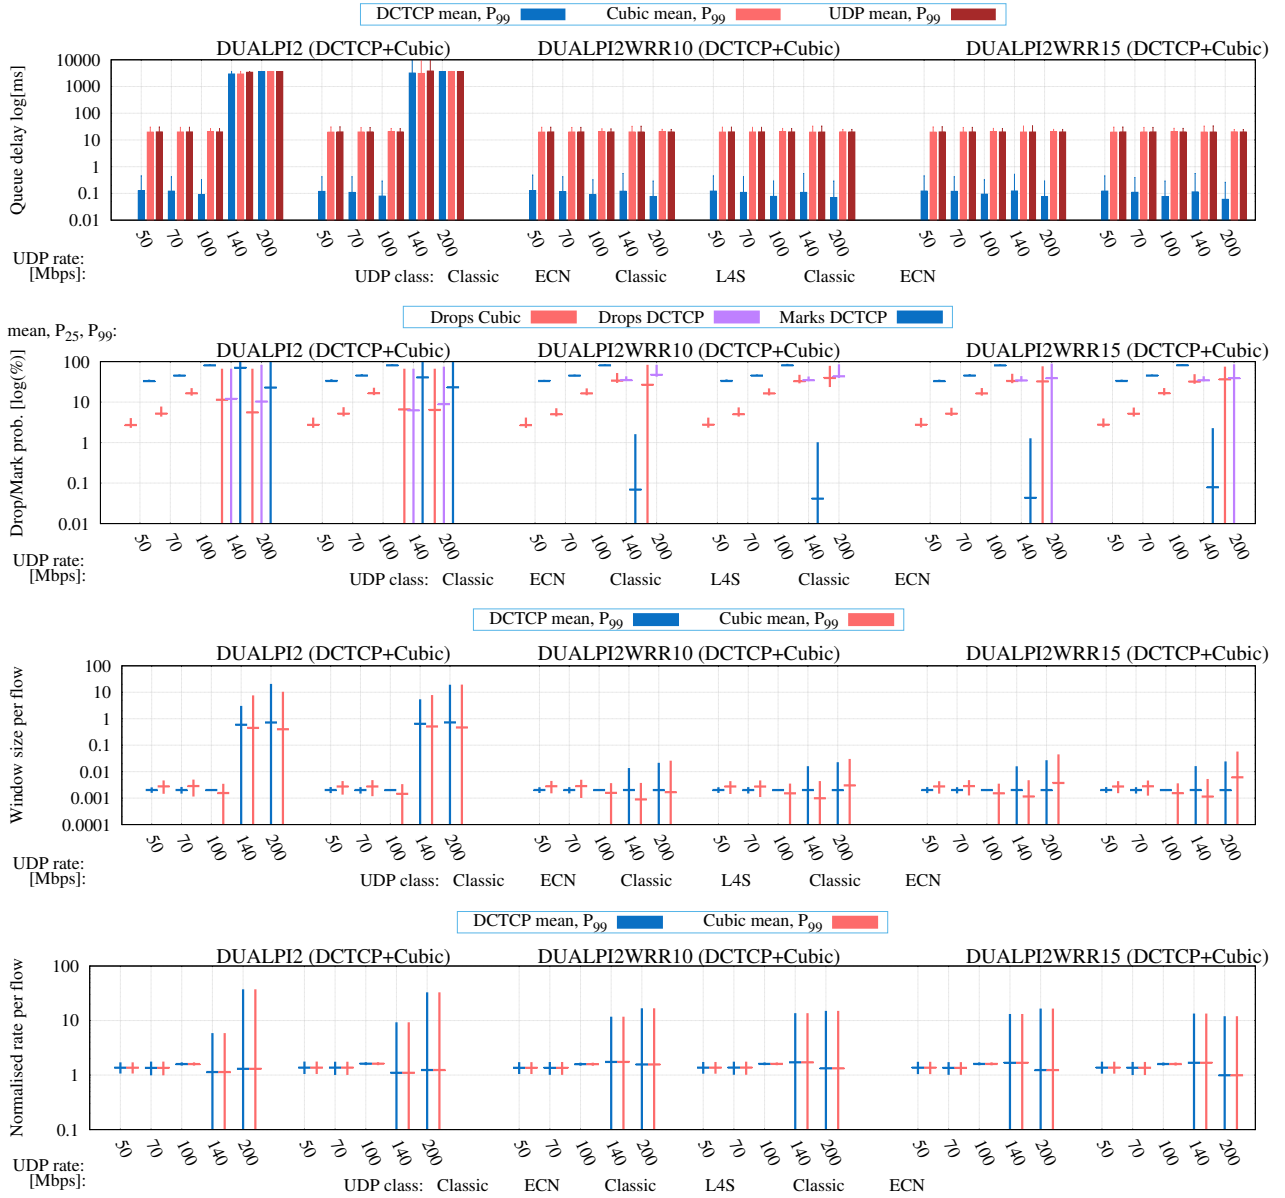 DCTCP mean, P99 Cubic mean, P99 UDP mean, P99
DUALPI2 (DCTCP+Cubic) DUALPI2WRR10 (DCTCP+Cubic) DUALPI2WRR15 (DCTCP+Cubic)
Queue delay log[ms]
10000
1000
100
10
1
0.1
0.01
50 70 100 140 200 50 70 100 140 200 50 70 100 140 200 50 70 100 140 200 50 70 100 140 200 50 70 100 140 200
UDP rate:
[Mbps]:
UDP class: Classic ECN Classic L4S Classic ECN
Drops Cubic Drops DCTCP Marks DCTCP
mean, P25, P99:
DUALPI2 (DCTCP+Cubic) DUALPI2WRR10 (DCTCP+Cubic) DUALPI2WRR15 (DCTCP+Cubic)
Drop/Mark prob. [log(%)]
100
10
1
0.1
0.01
50 70 100 140 200 50 70 100 140 200 50 70 100 140 200 50 70 100 140 200 50 70 100 140 200 50 70 100 140 200
UDP rate:
[Mbps]:
UDP class: Classic ECN Classic L4S Classic ECN
DCTCP mean, P99 Cubic mean, P99
DUALPI2 (DCTCP+Cubic) DUALPI2WRR10 (DCTCP+Cubic) DUALPI2WRR15 (DCTCP+Cubic)
Window size per flow
100
10
1
0.1
0.01
0.001
0.0001
50 70 100 140 200 50 70 100 140 200 50 70 100 140 200 50 70 100 140 200 50 70 100 140 200 50 70 100 140 200
UDP rate:
[Mbps]:
UDP class: Classic ECN Classic L4S Classic ECN
DCTCP mean, P99 Cubic mean, P99
DUALPI2 (DCTCP+Cubic) DUALPI2WRR10 (DCTCP+Cubic) DUALPI2WRR15 (DCTCP+Cubic)
Normalised rate per flow
100
10
1
0.1
50 70 100 140 200 50 70 100 140 200 50 70 100 140 200 50 70 100 140 200 50 70 100 140 200 50 70 100 140 200
UDP rate:
[Mbps]:
UDP class: Classic ECN Classic L4S Classic ECN